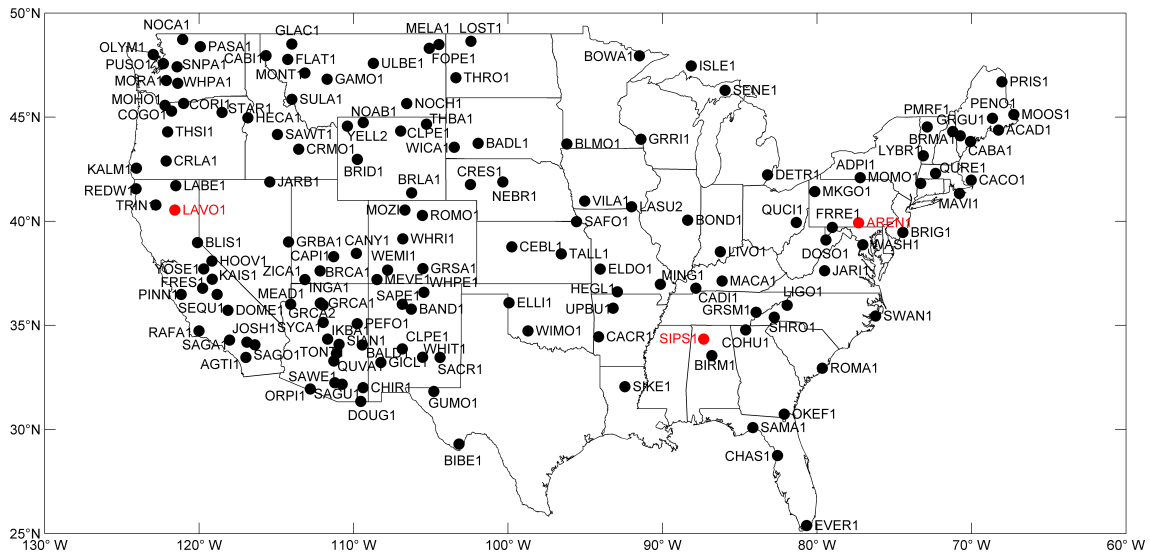 50°N
45°N
40°N
35°N
30°N
25°N
130° W
120° W
110° W
100° W
90° W
80° W
70° W
60° W
NOCA1
GLAC1
MELA1
LOST1
OLYM1
PASA1
CABI1
FLAT1
ULBE1
FOPE1
BOWA1
ISLE1
PUSO1
SNPA1
MONT1
GAMO1
THRO1
MORA1
WHPA1
SENE1
PRIS1
MOHO1
CORI1
SULA1
NOCH1
PMRF1
PENO1
COGO1
STAR1
HECA1
NOAB1
THBA1
GRGU1
MOOS1
THSI1
SAWT1
YELL2
CLPE1
GRRI1
BRMA1
ACAD1
CRMO1
WICA1
BADL1
BLMO1
LYBR1
CABA1
KALM1
CRLA1
BRID1
CRES1
DETR1
ADPI1
MOMO1
QURE1
REDW1
LABE1
JARB1
BRLA1
NEBR1
MKGO1
CACO1
TRIN1
LAVO1
MOZI1
ROMO1
VILA1
LASU2
QUCI1
FRRE1
AREN1
MAVI1
SAFO1
BOND1
BRIG1
BLIS1
GRBA1
CANY1
WHRI1
CEBL1
TALL1
LIVO1
DOSO1
WASH1
HOOV1
CAPI1
WEMI1
YOSE1
KAIS1
ZICA1
BRCA1
MEVE1
GRSA1
ELDO1
MING1
MACA1
JARI1
FRES1
INGA1
WHPE1
HEGL1
CADI1
LIGO1
PINN1
SEQU1
MEAD1
GRCA1
SAPE1
BAND1
ELLI1
UPBU1
GRSM1
DOME1
GRCA2
SWAN1
RAFA1
JOSH1
SYCA1
IKBA1
PEFO1
WIMO1
CACR1
SIPS1
COHU1
SHRO1
SAGA1
SAGO1
TONT1
SIAN1
BALD1
CLPE1
WHIT1
AGTI1
QUVA1
GICL1
SACR1
BIRM1
ROMA1
SAWE1
ORPI1
SAGU1
CHIR1
GUMO1
SIKE1
DOUG1
OKEF1
SAMA1
BIBE1
CHAS1
EVER1